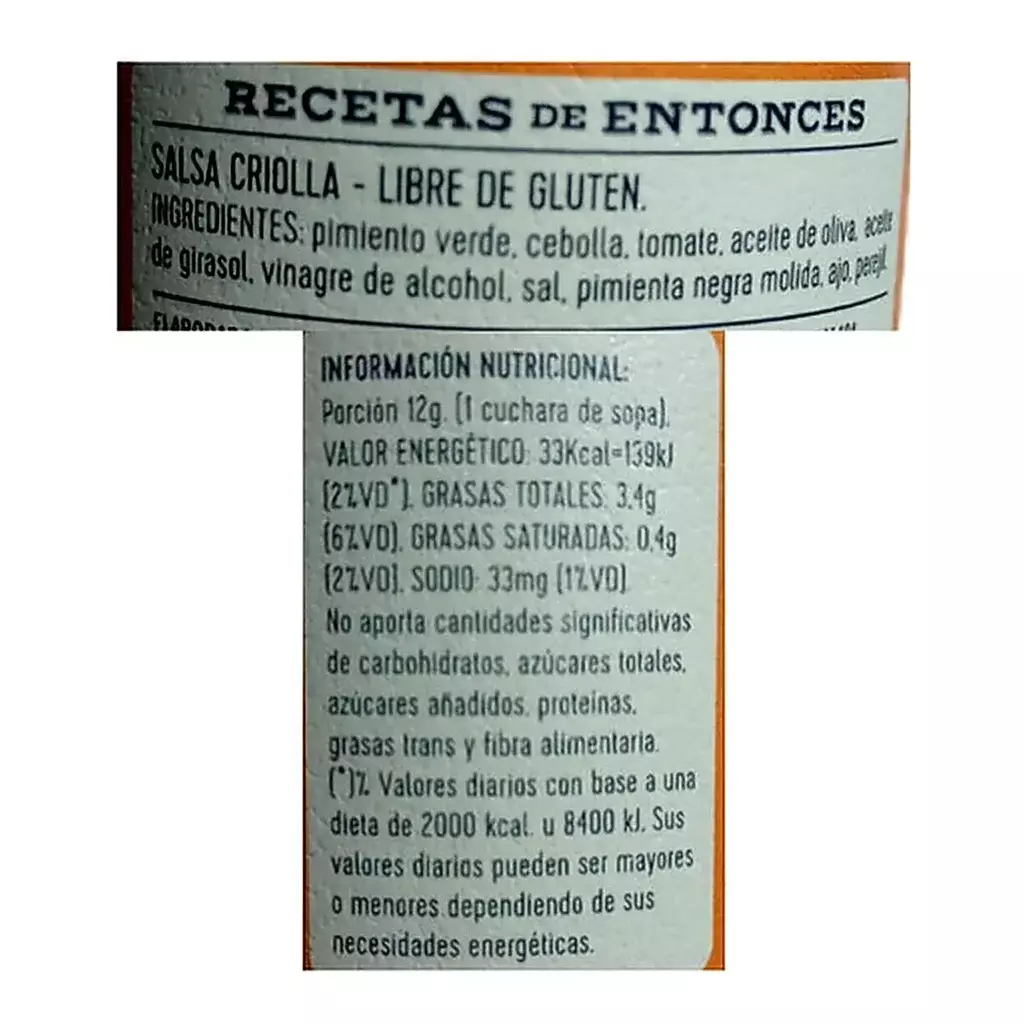 RECETAS DE ENTONCES
SALSA CRIOLLA - LIBRE DE GLUTEN.
INGREDIENTES: pimiento verde, cebolla, tomate, aceite de oliva, aceite
de girasol, vinagre de alcohol, sal, pimienta negra molida, ajo, perejil.
INFORMACIÓN NUTRICIONAL:
Porción 12g. (1 cuchara de sopa).
VALOR ENERGÉTICO: 33Kcal=139kJ
(2%VD*). GRASAS TOTALES: 3,4g
(6%VD). GRASAS SATURADAS: 0,4g
(2%VD). SODIO: 33mg (1%VD)
No aporta cantidades significativas
de carbohidratos, azúcares totales,
azúcares añadidos, proteínas,
grasas trans y fibra alimentaria.
(*)% Valores diarios con base a una
dieta de 2000 kcal. u 8400 kJ. Sus
valores diarios pueden ser mayores
o menores dependiendo de sus
necesidades energéticas.